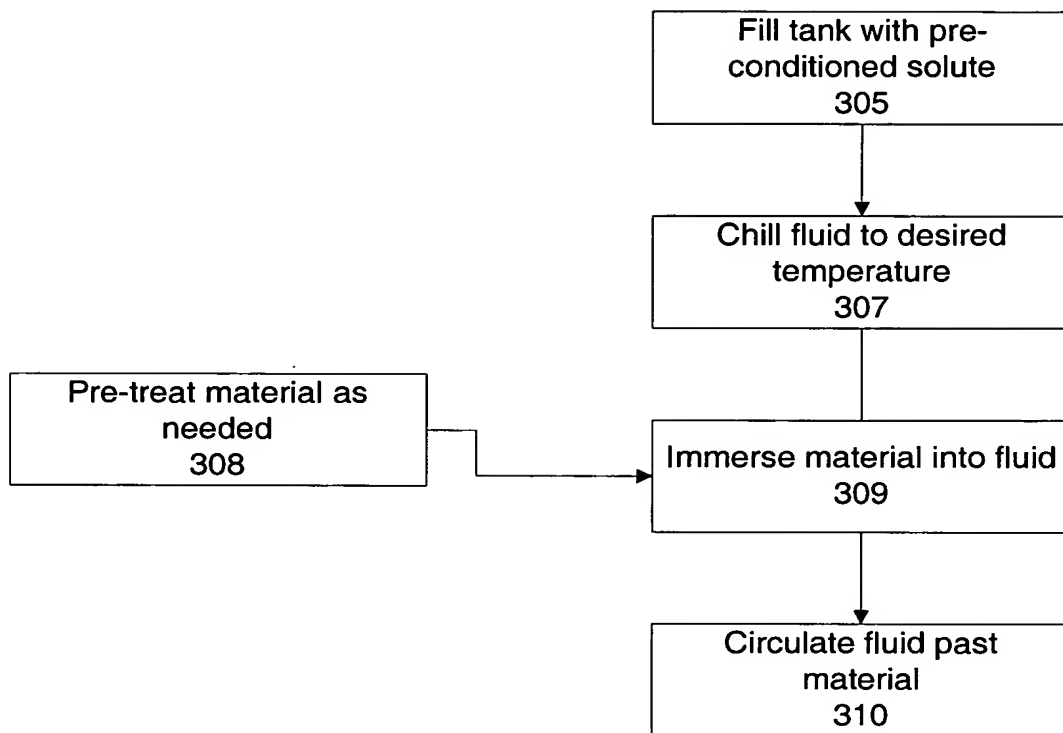 Fill tank with pre-
conditioned solute
305
Chill fluid to desired
temperature
307
Pre-treat material as
needed
308
Immerse material into fluid
309
Circulate fluid past
material
310